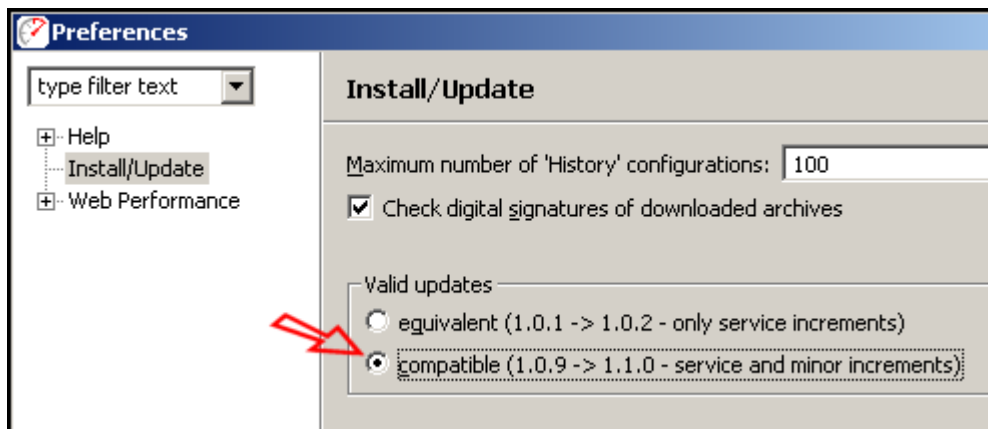 Preferences
type filter text
Help
Install/Update
Web Performance
Install/Update
Maximum number of 'History' configurations: 100
Check digital signatures of downloaded archives
Valid updates
equivalent (1.0.1 -> 1.0.2 - only service increments)
compatible (1.0.9 -> 1.1.0 - service and minor increments)